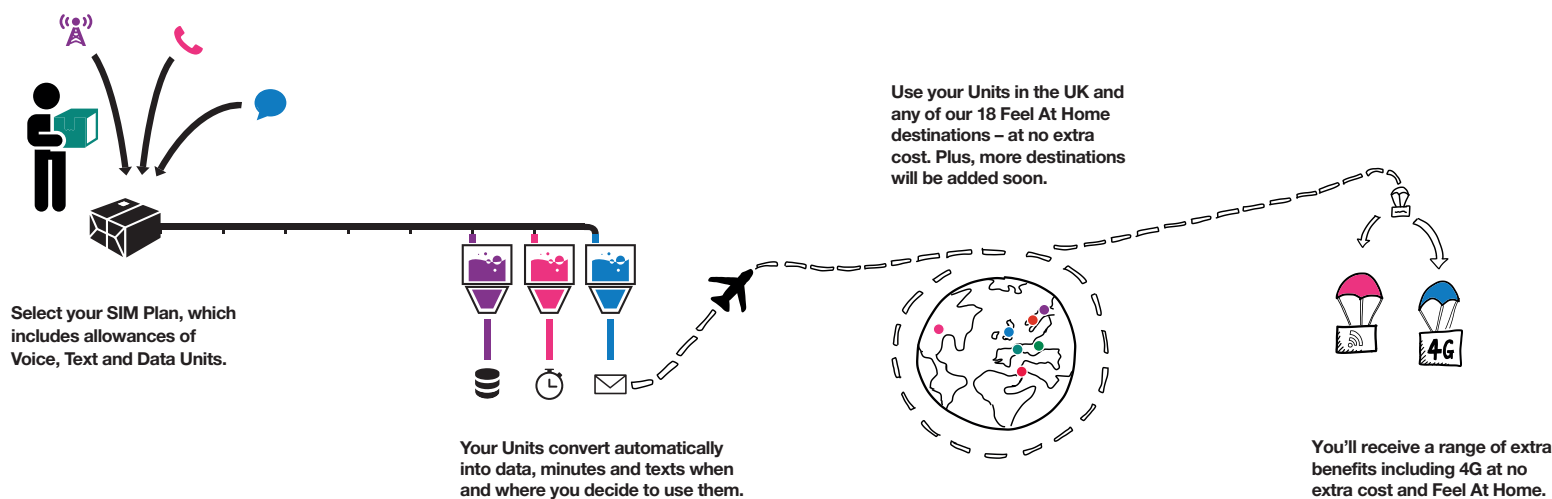 Select your SIM Plan, which
includes allowances of
Voice, Text and Data Units.
Your Units convert automatically
into data, minutes and texts when
and where you decide to use them.
Use your Units in the UK and
any of our 18 Feel At Home
destinations – at no extra
cost. Plus, more destinations
will be added soon.
4G
You’ll receive a range of extra
benefits including 4G at no
extra cost and Feel At Home.